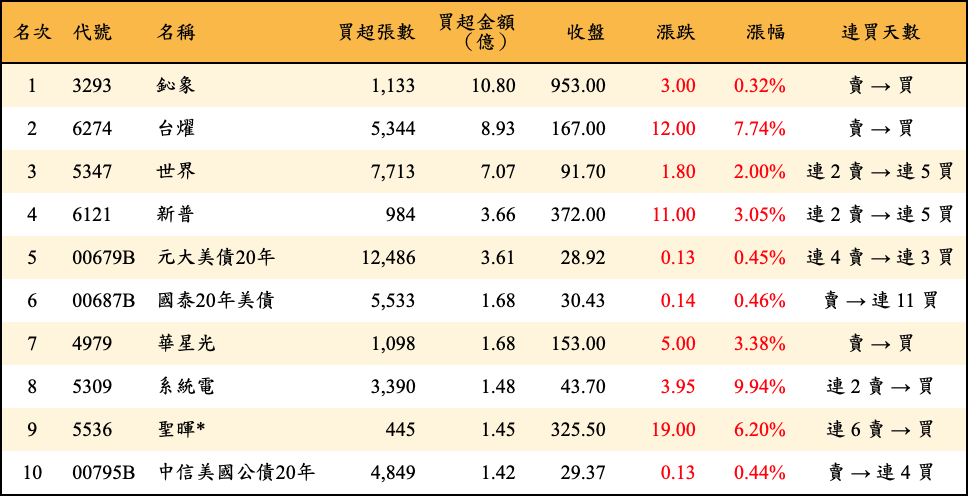 名次 代號 名稱 買超張數 買超金額（億） 收盤 漲跌 漲幅 連買天數
1 3293 鈊象 1,133 10.80 953.00 3.00 0.32% 賣 → 買
2 6274 台燿 5,344 8.93 167.00 12.00 7.74% 賣 → 買
3 5347 世界 7,713 7.07 91.70 1.80 2.00% 連 2 賣 → 連 5 買
4 6121 新普 984 3.66 372.00 11.00 3.05% 連 2 賣 → 連 5 買
5 00679B 元大美債20年 12,486 3.61 28.92 0.13 0.45% 連 4 賣 → 連 3 買
6 00687B 國泰20年美債 5,533 1.68 30.43 0.14 0.46% 賣 → 連 11 買
7 4979 華星光 1,098 1.68 153.00 5.00 3.38% 賣 → 買
8 5309 系統電 3,390 1.48 43.70 3.95 9.94% 連 2 賣 → 買
9 5536 聖暉* 445 1.45 325.50 19.00 6.20% 連 6 賣 → 買
10 00795B 中信美國公債20年 4,849 1.42 29.37 0.13 0.44% 賣 → 連 4 買